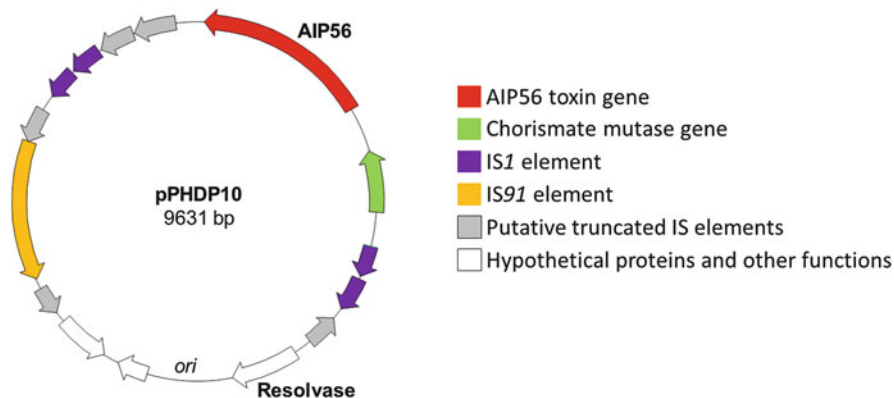 AIP56
pPHDP10
9631 bp
ori
Resolvase
AIP56 toxin gene
Chorismate mutase gene
IS1 element
IS91 element
Putative truncated IS elements
Hypothetical proteins and other functions